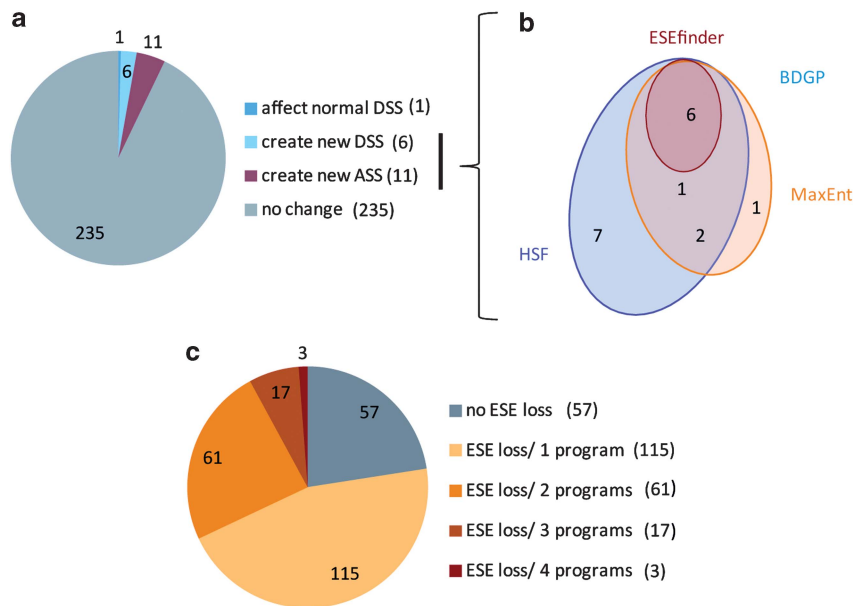 a
1
11
6
235
affect normal DSS (1)
create new DSS (6)
create new ASS (11)
no change (235)
b
ESEfinder
BDGP
6
1
1
MaxEnt
7
2
HSF
c
3
17
57
61
115
no ESE loss (57)
ESE loss/ 1 program (115)
ESE loss/ 2 programs (61)
ESE loss/ 3 programs (17)
ESE loss/ 4 programs (3)